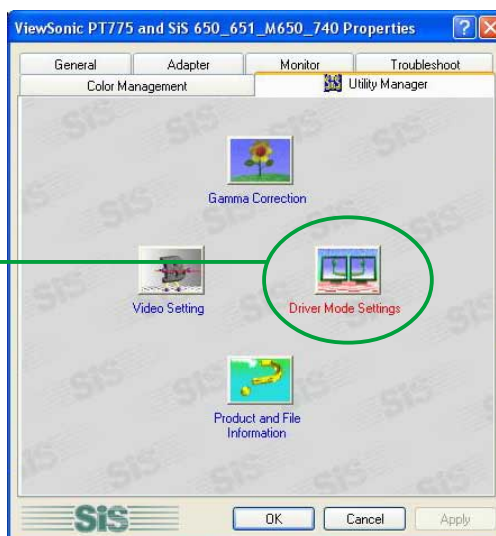 ViewSonic PT775 and SiS 650_651_M650_740 Properties
General Adapter Monitor Troubleshoot
Color Management Utility Manager
Gamma Correction
Video Setting Driver Mode Settings
Product and File
Information
SiS OK Cancel Apply